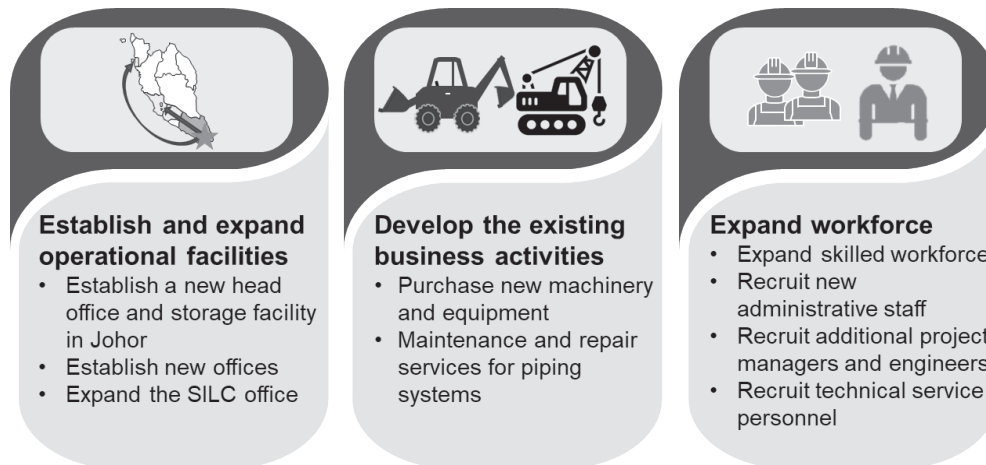 Establish and expand
operational facilities
• Establish a new head
office and storage facility
in Johor
• Establish new offices
• Expand the SILC office
Develop the existing
business activities
• Purchase new machinery
and equipment
• Maintenance and repair
services for piping
systems
Expand workforce
• Expand skilled workforce
• Recruit new
administrative staff
• Recruit additional project
managers and engineers
• Recruit technical service
personnel